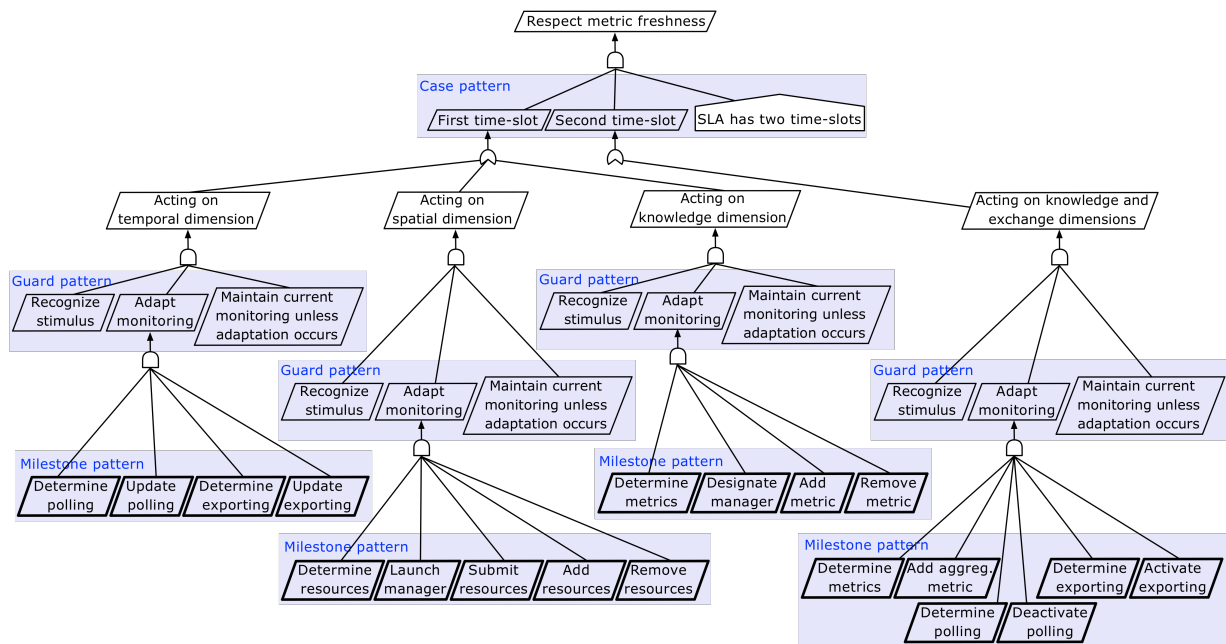 Respect metric freshness
Case pattern
First time-slot
Second time-slot
SLA has two time-slots
Acting on
temporal dimension
Acting on
spatial dimension
Acting on
knowledge dimension
Acting on knowledge and
exchange dimensions
Guard pattern
Recognize
stimulus
Adapt
monitoring
Maintain current
monitoring unless
adaptation occurs
Guard pattern
Recognize
stimulus
Adapt
monitoring
Maintain current
monitoring unless
adaptation occurs
Guard pattern
Recognize
stimulus
Adapt
monitoring
Maintain current
monitoring unless
adaptation occurs
Guard pattern
Recognize
stimulus
Adapt
monitoring
Maintain current
monitoring unless
adaptation occurs
Milestone pattern
Determine
polling
Update
polling
Determine
exporting
Update
exporting
Milestone pattern
Determine
metrics
Designate
manager
Add
metric
Remove
metric
Milestone pattern
Determine
resources
Launch
manager
Submit
resources
Add
resources
Remove
resources
Milestone pattern
Determine
metrics
Add aggreg.
metric
Determine
exporting
Activate
exporting
Determine
polling
Deactivate
polling